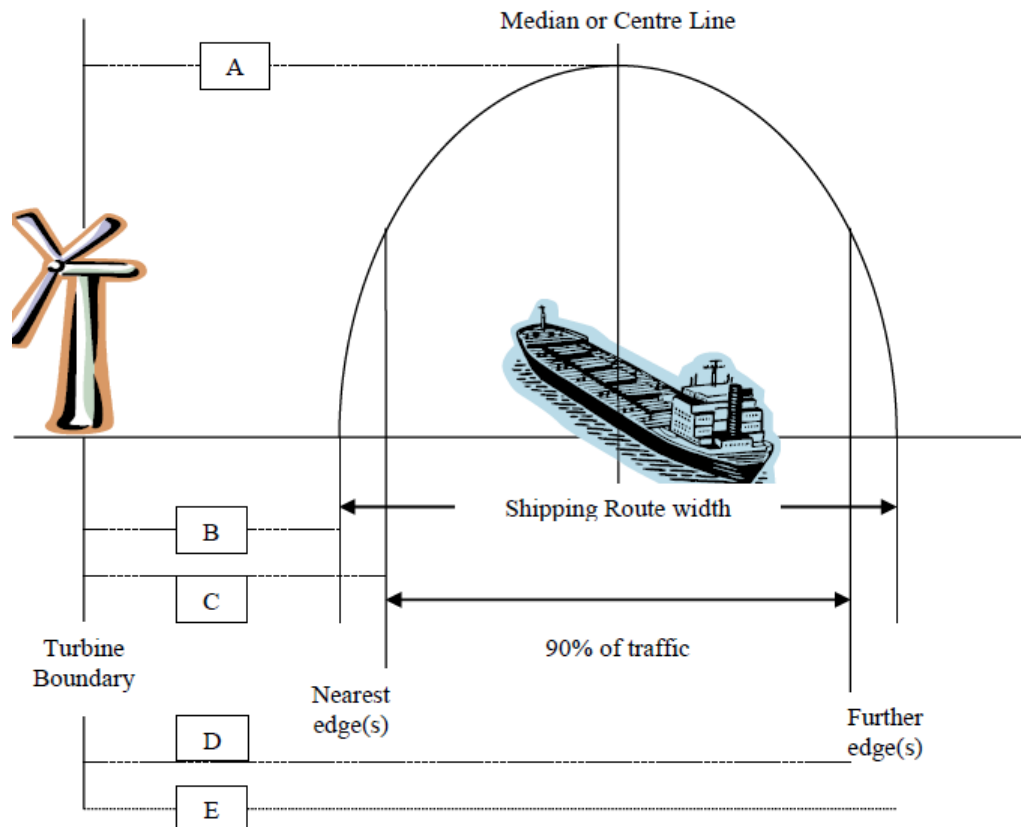 Median or Centre Line
A
Shipping Route width
B
C
Turbine
Boundary
90% of traffic
Nearest
edge(s)
Further
edge(s)
D
E